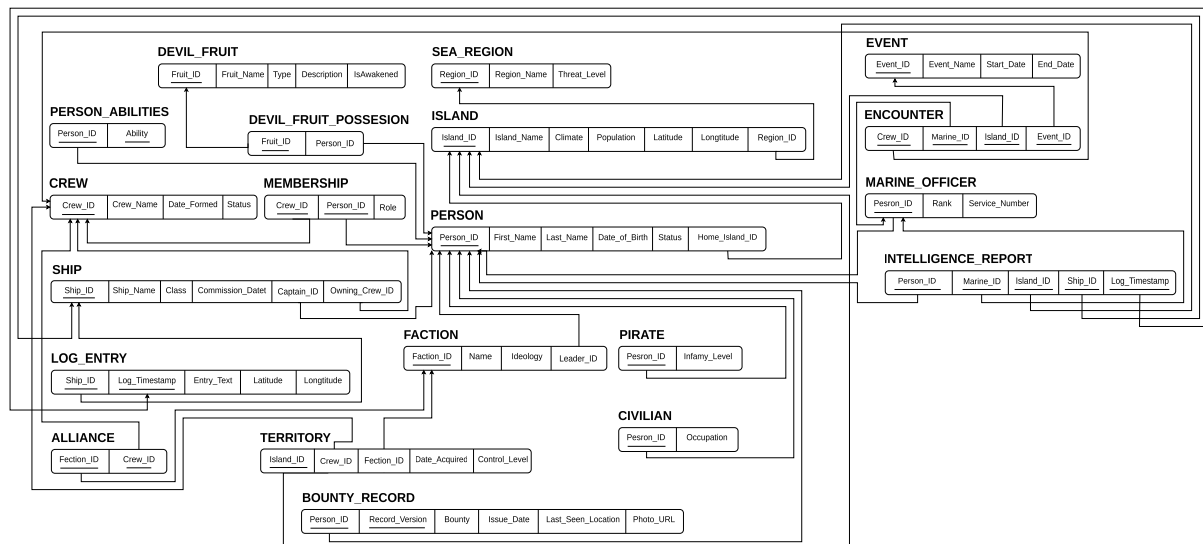 DEVIL_FRUIT
Fruit_ID Fruit_Name Type Description IsAwakened
SEA_REGION
Region_ID Region_Name Threat_Level
EVENT
Event_ID Event_Name Start_Date End_Date
PERSON_ABILITIES
Person_ID Ability
DEVIL_FRUIT_POSSESION
Fruit_ID Person_ID
ISLAND
Island_ID Island_Name Climate Population Latitude Longtitude Region_ID
ENCOUNTER
Crew_ID Marine_ID Island_ID Event_ID
CREW
Crew_ID Crew_Name Date_Formed Status
MEMBERSHIP
Crew_ID Person_ID Role
MARINE_OFFICER
Pesron_ID Rank Service_Number
PERSON
Person_ID First_Name Last_Name Date_of_Birth Status Home_Island_ID
SHIP
Ship_ID Ship_Name Class Commission_Datet Captain_ID Owning_Crew_ID
INTELLIGENCE_REPORT
Person_ID Marine_ID Island_ID Ship_ID Log_Timestamp
FACTION
Faction_ID Name Ideology Leader_ID
PIRATE
Pesron_ID Infamy_Level
LOG_ENTRY
Ship_ID Log_Timestamp Entry_Text Latitude Longtitude
CIVILIAN
Pesron_ID Occupation
ALLIANCE
Fection_ID Crew_ID
TERRITORY
Island_ID Crew_ID Fection_ID Date_Acquired Control_Level
BOUNTY_RECORD
Person_ID Record_Version Bounty Issue_Date Last_Seen_Location Photo_URL